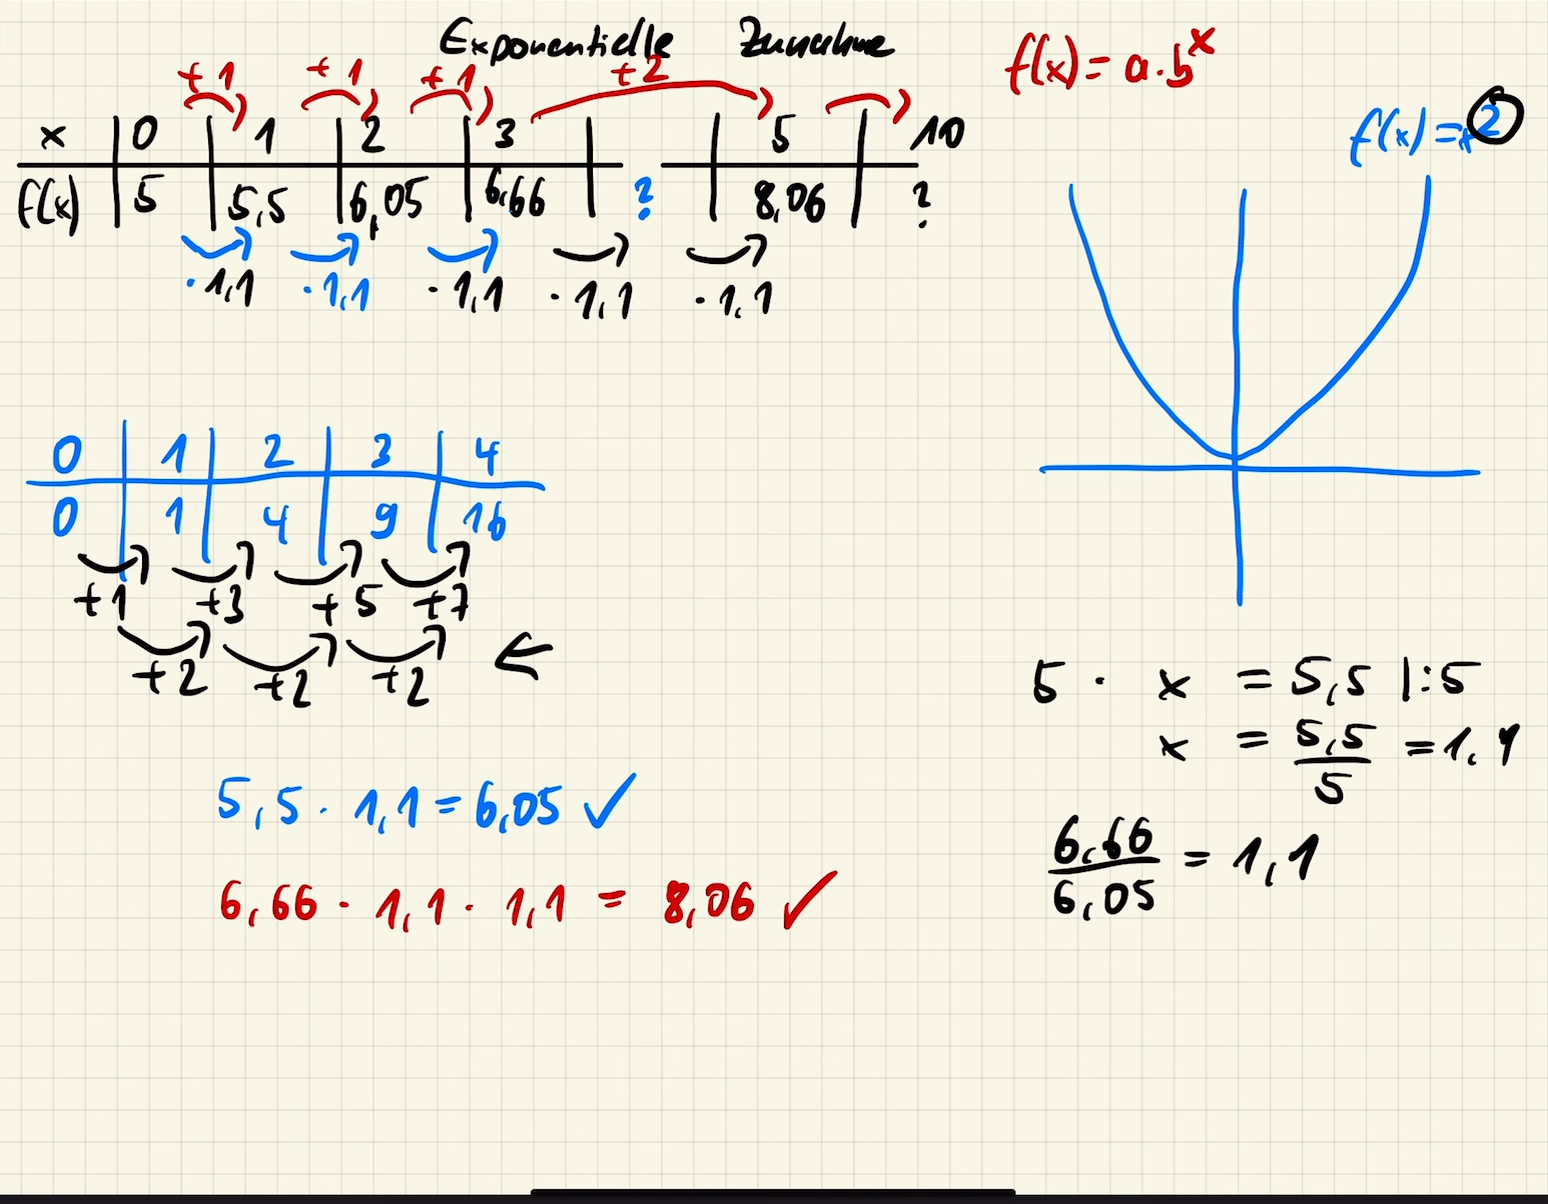 Exponentielle Zunahme
f(x) = a · b^x
+1 +1 +1 +2
f(x) = x²
x | 0 | 1 | 2 | 3 | | 5 | 10
f(x) | 5 | 5,5 | 6,05 | 6,66 | ? | 8,06 | ?
· 1,1 · 1,1 · 1,1 · 1,1 · 1,1
0 | 1 | 2 | 3 | 4
0 | 1 | 4 | 9 | 16
+1 +3 +5 +7
+2 +2 +2
5 · x = 5,5 |:5
x = 5,5/5 = 1,1
5,5 · 1,1 = 6,05 ✓
6,66/6,05 = 1,1
6,66 · 1,1 · 1,1 = 8,06 ✓